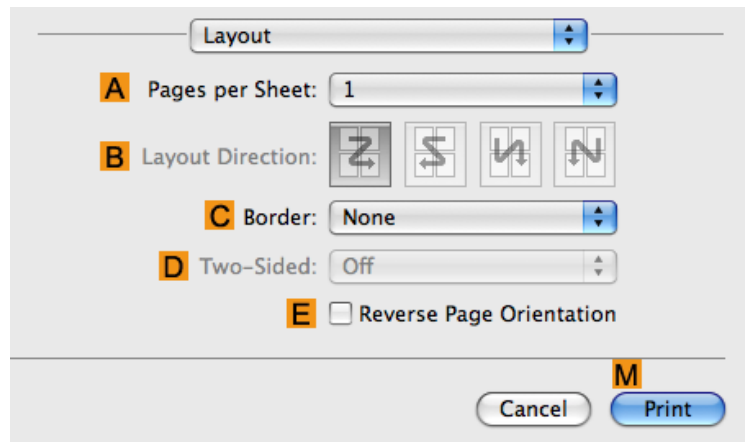 Layout
A Pages per Sheet: 1
B Layout Direction:
C Border: None
D Two-Sided: Off
E Reverse Page Orientation
M
Cancel Print